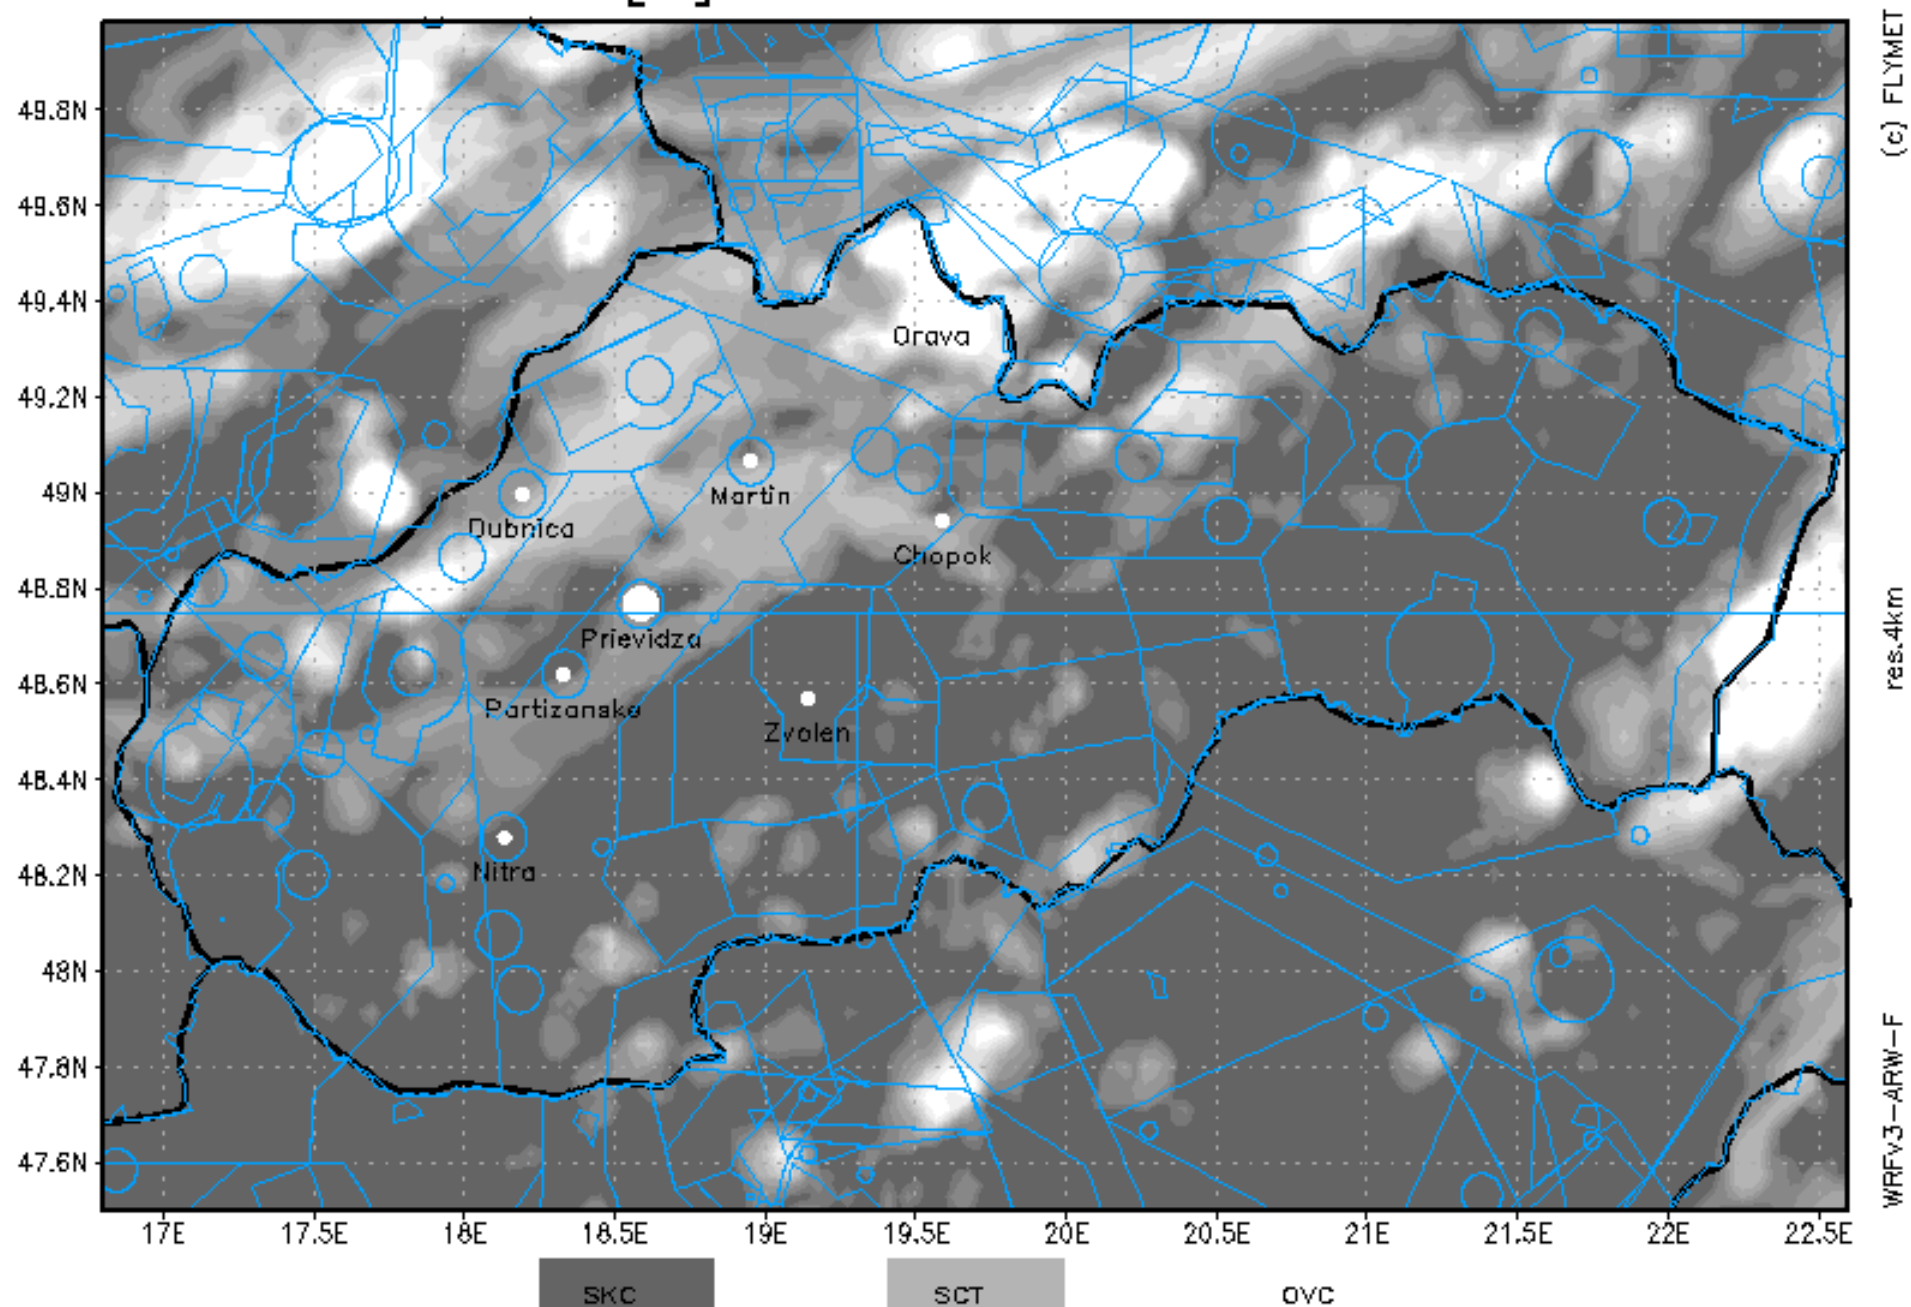 (c) FLYMET
49.8N
49.6N
49.4N
Orava
49.2N
Martin
49N
Dubnica
Chopok
48.8N
res.4km
Prievidza
48.6N
Partizanske
Zvolen
48.4N
Nitra
48.2N
48N
47.8N
WRFv3-ARW-F
47.6N
17E 17.5E 18E 18.5E 19E 19.5E 20E 20.5E 21E 21.5E 22E 22.5E
SKC SCT OVC